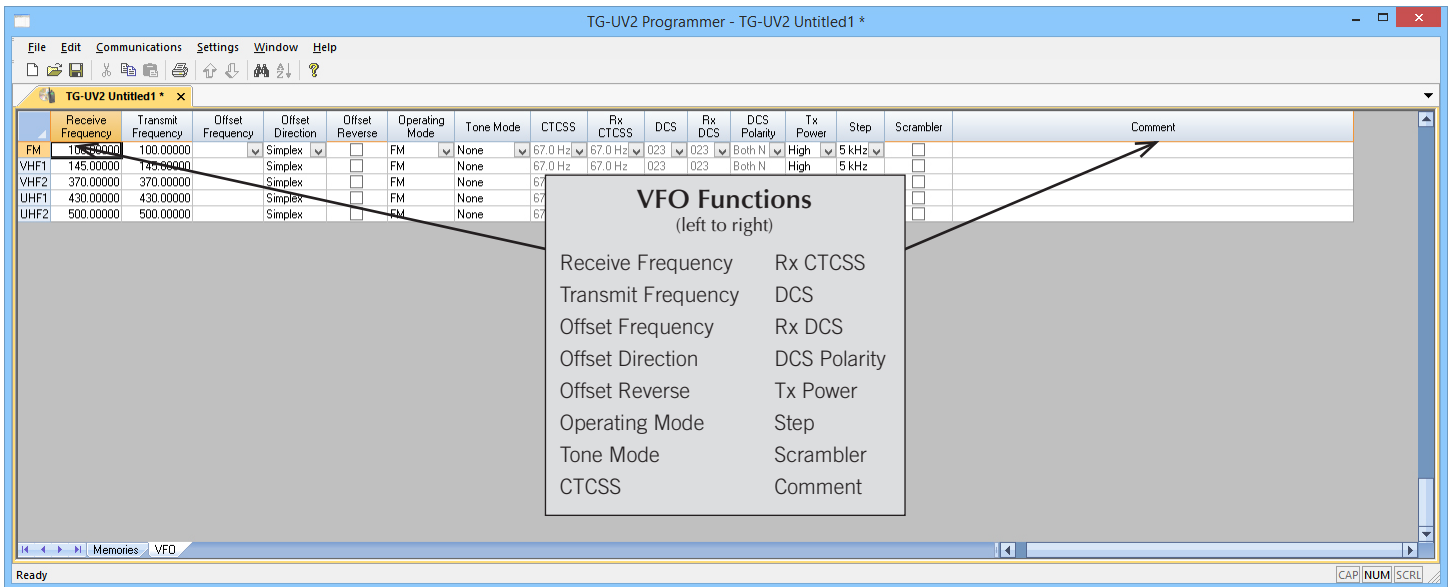 TG-UV2 Programmer - TG-UV2 Untitled1 *
File Edit Communications Settings Window Help
TG-UV2 Untitled1 *
Receive Frequency Transmit Frequency Offset Frequency Offset Direction Offset Reverse Operating Mode Tone Mode CTCSS Rx CTCSS DCS Rx DCS DCS Polarity Tx Power Step Scrambler Comment
FM 100.00000 100.00000 Simplex FM None 67.0 Hz 67.0 Hz 023 023 Both N High 5 kHz
VHF1 145.00000 145.00000 Simplex FM None 67.0 Hz 67.0 Hz 023 023 Both N High 5 kHz
VHF2 370.00000 370.00000 Simplex FM None 67
UHF1 430.00000 430.00000 Simplex FM None 67
UHF2 500.00000 500.00000 Simplex FM None 67
VFO Functions
(left to right)
Receive Frequency Rx CTCSS
Transmit Frequency DCS
Offset Frequency Rx DCS
Offset Direction DCS Polarity
Offset Reverse Tx Power
Operating Mode Step
Tone Mode Scrambler
CTCSS Comment
Memories VFO
Ready CAP NUM SCRL